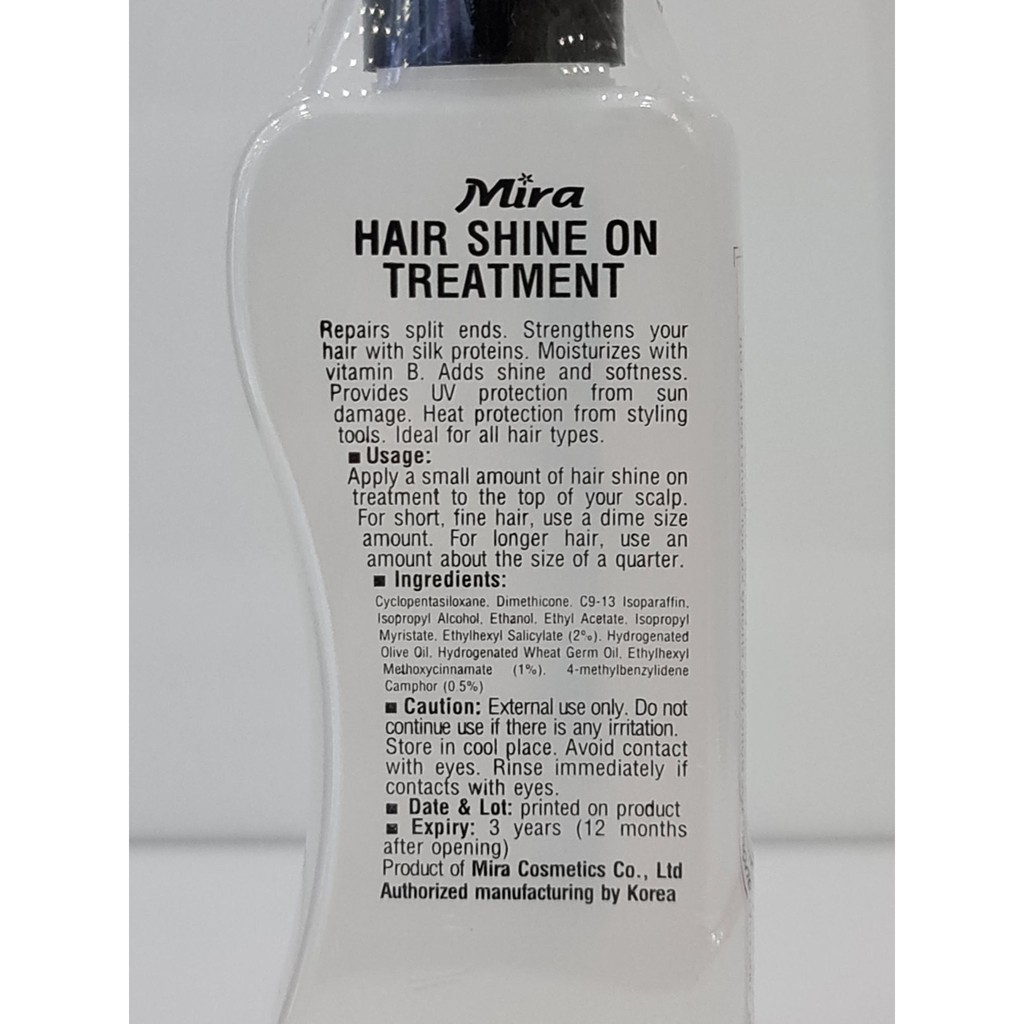 Mira
HAIR SHINE ON
TREATMENT
Repairs split ends. Strengthens your
hair with silk proteins. Moisturizes with
vitamin B. Adds shine and softness.
Provides UV protection from sun
damage. Heat protection from styling
tools. Ideal for all hair types.
■ Usage:
Apply a small amount of hair shine on
treatment to the top of your scalp.
For short, fine hair, use a dime size
amount. For longer hair, use an
amount about the size of a quarter.
■ Ingredients:
Cyclopentasiloxane, Dimethicone, C9-13 Isoparaffin,
Isopropyl Alcohol, Ethanol, Ethyl Acetate, Isopropyl
Myristate, Ethylhexyl Salicylate (2%), Hydrogenated
Olive Oil, Hydrogenated Wheat Germ Oil, Ethylhexyl
Methoxycinnamate (1%), 4-methylbenzylidene
Camphor (0.5%)
■ Caution: External use only. Do not
continue use if there is any irritation.
Store in cool place. Avoid contact
with eyes. Rinse immediately if
contacts with eyes.
■ Date & Lot: printed on product
■ Expiry: 3 years (12 months
after opening)
Product of Mira Cosmetics Co., Ltd
Authorized manufacturing by Korea